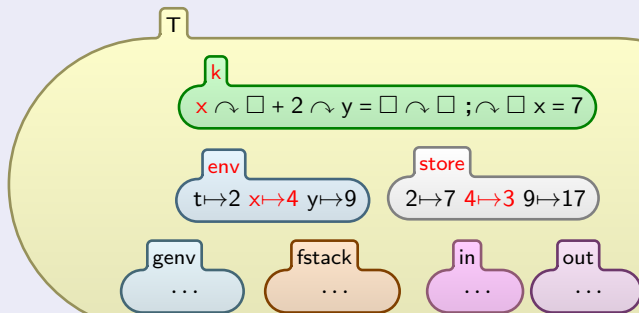 T
k
x ↷ □ + 2 ↷ y = □ ↷ □ ;↷ □ x = 7
env
store
t↦2 x↦4 y↦9
2↦7 4↦3 9↦17
genv
fstack
in
out
...
...
...
...